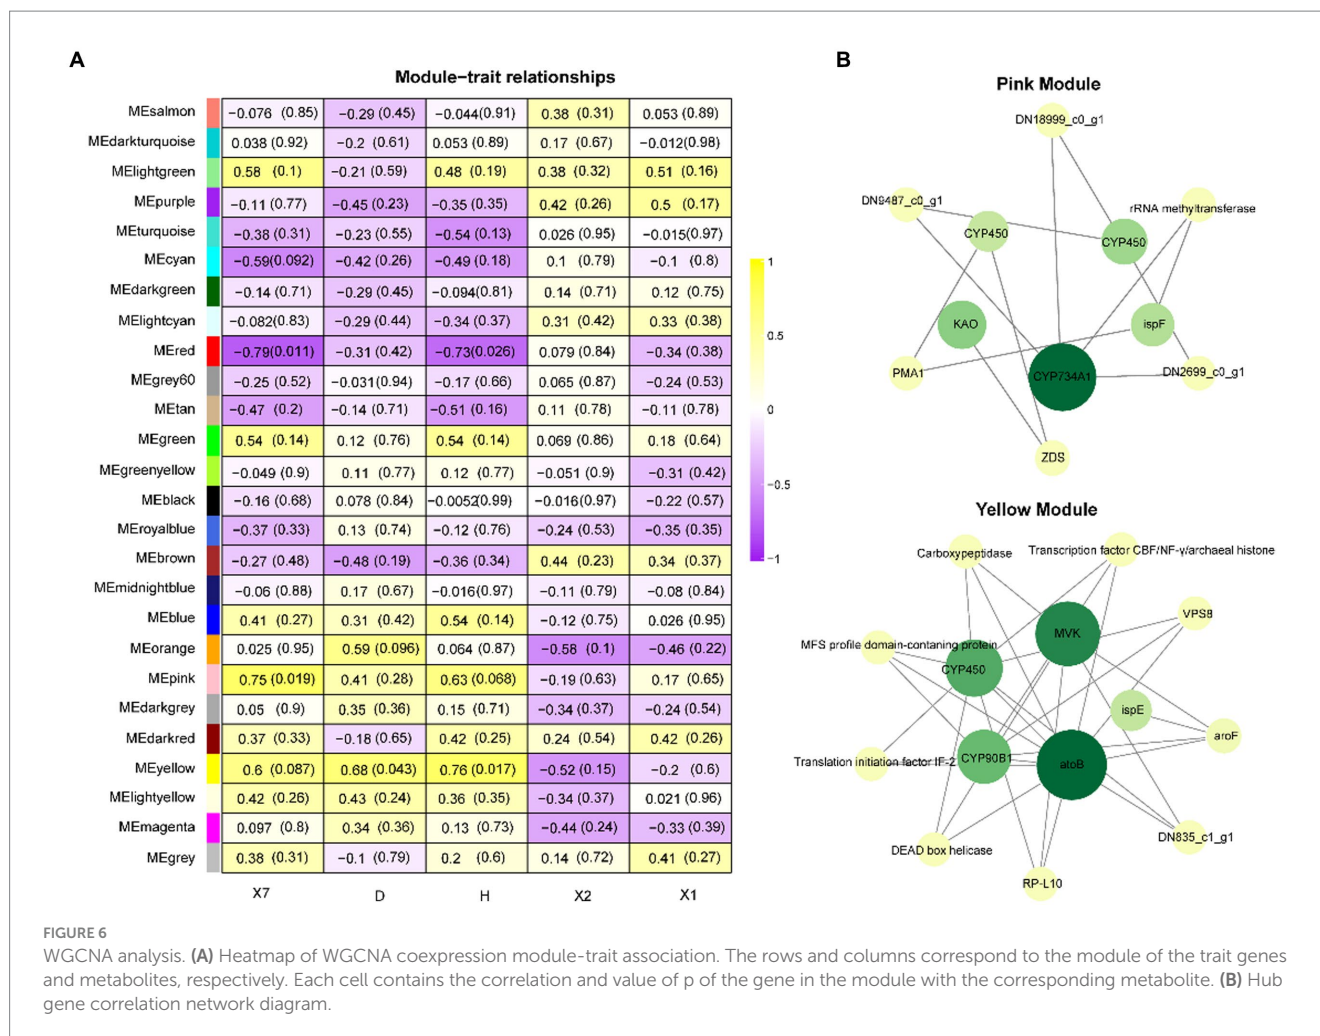 A
Module−trait relationships
MEsalmon −0.076 (0.85) −0.29 (0.45) −0.044(0.91) 0.38 (0.31) 0.053 (0.89)
MEdarkturquoise 0.038 (0.92) −0.2 (0.61) 0.053 (0.89) 0.17 (0.67) −0.012(0.98)
MElightgreen 0.58 (0.1) −0.21 (0.59) 0.48 (0.19) 0.38 (0.32) 0.51 (0.16)
MEpurple −0.11 (0.77) −0.45 (0.23) −0.35 (0.35) 0.42 (0.26) 0.5 (0.17)
MEturquoise −0.38 (0.31) −0.23 (0.55) −0.54 (0.13) 0.026 (0.95) −0.015(0.97)
MEcyan −0.59(0.092) −0.42 (0.26) −0.49 (0.18) 0.1 (0.79) −0.1 (0.8)
MEdarkgreen −0.14 (0.71) −0.29 (0.45) −0.094(0.81) 0.14 (0.71) 0.12 (0.75)
MElightcyan −0.082(0.83) −0.29 (0.44) −0.34 (0.37) 0.31 (0.42) 0.33 (0.38)
MEred −0.79(0.011) −0.31 (0.42) −0.73(0.026) 0.079 (0.84) −0.34 (0.38)
MEgrey60 −0.25 (0.52) −0.031(0.94) −0.17 (0.66) 0.065 (0.87) −0.24 (0.53)
MEtan −0.47 (0.2) −0.14 (0.71) −0.51 (0.16) 0.11 (0.78) −0.11 (0.78)
MEgreen 0.54 (0.14) 0.12 (0.76) 0.54 (0.14) 0.069 (0.86) 0.18 (0.64)
MEgreenyellow −0.049 (0.9) 0.11 (0.77) 0.12 (0.77) −0.051 (0.9) −0.31 (0.42)
MEblack −0.16 (0.68) 0.078 (0.84) −0.0052(0.99) −0.016(0.97) −0.22 (0.57)
MEroyalblue −0.37 (0.33) 0.13 (0.74) −0.12 (0.76) −0.24 (0.53) −0.35 (0.35)
MEbrown −0.27 (0.48) −0.48 (0.19) −0.36 (0.34) 0.44 (0.23) 0.34 (0.37)
MEmidnightblue −0.06 (0.88) 0.17 (0.67) −0.016(0.97) −0.11 (0.79) −0.08 (0.84)
MEblue 0.41 (0.27) 0.31 (0.42) 0.54 (0.14) −0.12 (0.75) 0.026 (0.95)
MEorange 0.025 (0.95) 0.59 (0.096) 0.064 (0.87) −0.58 (0.1) −0.46 (0.22)
MEpink 0.75 (0.019) 0.41 (0.28) 0.63 (0.068) −0.19 (0.63) 0.17 (0.65)
MEdarkgrey 0.05 (0.9) 0.35 (0.36) 0.15 (0.71) −0.34 (0.37) −0.24 (0.54)
MEdarkred 0.37 (0.33) −0.18 (0.65) 0.42 (0.25) 0.24 (0.54) 0.42 (0.26)
MEyellow 0.6 (0.087) 0.68 (0.043) 0.76 (0.017) −0.52 (0.15) −0.2 (0.6)
MElightyellow 0.42 (0.26) 0.43 (0.24) 0.36 (0.35) −0.34 (0.37) 0.021 (0.96)
MEmagenta 0.097 (0.8) 0.34 (0.36) 0.13 (0.73) −0.44 (0.24) −0.33 (0.39)
MEgrey 0.38 (0.31) −0.1 (0.79) 0.2 (0.6) 0.14 (0.72) 0.41 (0.27)
X7 D H X2 X1
1
0.5
0
−0.5
−1
B
Pink Module
DN18999_c0_g1
DN9487_c0_g1
rRNA methyltransferase
CYP450
CYP450
KAO
ispF
PMA1
CYP734A1
DN2699_c0_g1
ZDS
Yellow Module
Carboxypeptidase
Transcription factor CBF/NF-γ/archaeal histone
VPS8
MVK
MFS profile domain-contaning protein
CYP450
ispE
aroF
Translation initiation factor IF-2
CYP90B1
atoB
DN835_c1_g1
DEAD box helicase
RP-L10
FIGURE 6
WGCNA analysis. (A) Heatmap of WGCNA coexpression module-trait association. The rows and columns correspond to the module of the trait genes
and metabolites, respectively. Each cell contains the correlation and value of p of the gene in the module with the corresponding metabolite. (B) Hub
gene correlation network diagram.